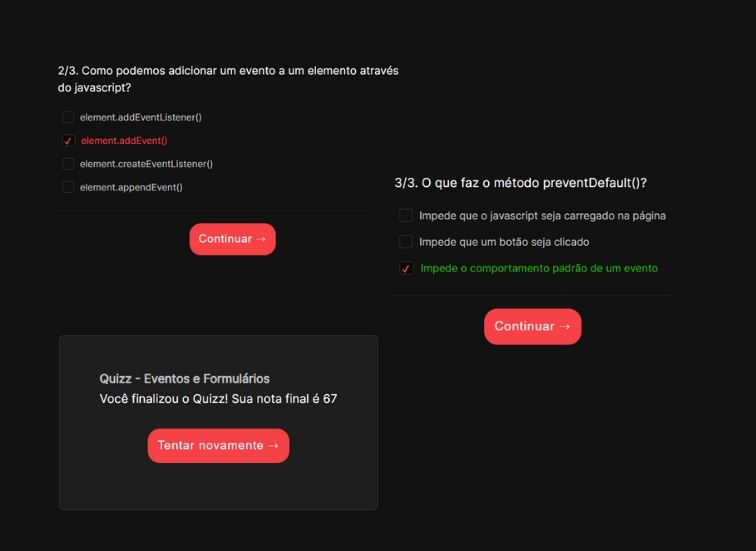 2/3. Como podemos adicionar um evento a um elemento através
do javascript?
element.addEventListener()
element.addEvent()
element.createEventListener()
element.appendEvent()
Continuar →
3/3. O que faz o método preventDefault()?
Impede que o javascript seja carregado na página
Impede que um botão seja clicado
Impede o comportamento padrão de um evento
Continuar →
Quizz - Eventos e Formulários
Você finalizou o Quizz! Sua nota final é 67
Tentar novamente →